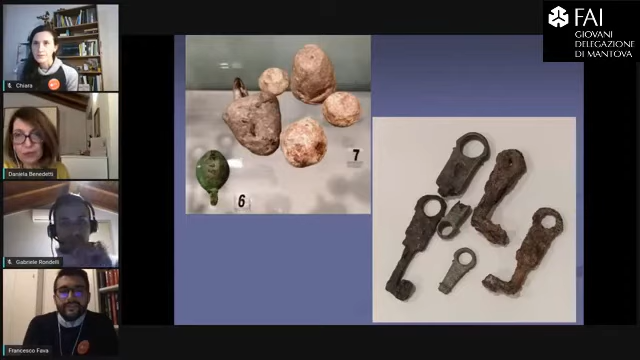 FAI
GIOVANI
DELEGAZIONE
DI MANTOVA
Chiara
Daniela Benedetti
Gabriele Rondelli
Francesco Fava
6
7